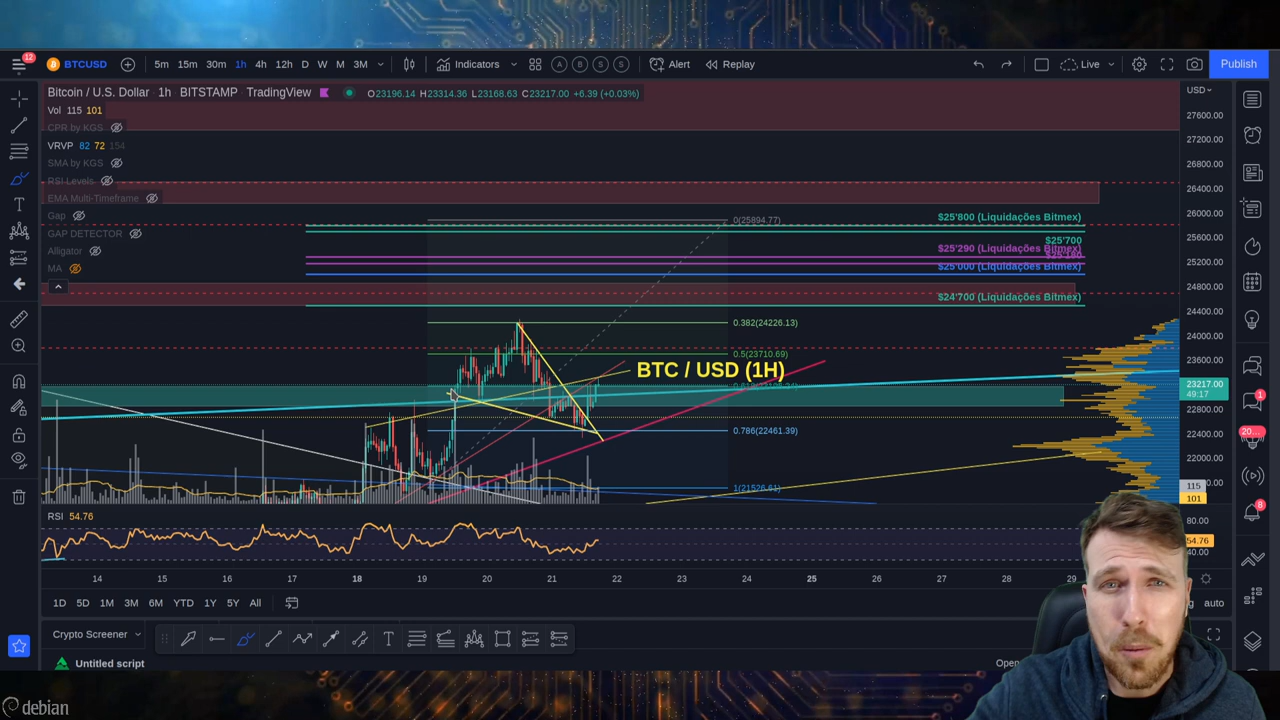 12
BTCUSD 5m 15m 30m 1h 4h 12h D W M 3M Indicators A B S S Alert Replay Live Publish
Bitcoin / U.S. Dollar · 1h · BITSTAMP · TradingView O23196.14 H23314.36 L23168.63 C23217.00 +6.39 (+0.03%)
USD
Vol 115 101
27600.00
CPR by KGS
27200.00
VRVP 82 72 154
SMA by KGS
26800.00
RSI Levels
26400.00
EMA Multi-Timeframe
Gap
26000.00
0(25894.77)
$25'800 (Liquidações Bitmex)
GAP DETECTOR
25600.00
$25'700
Alligator
$25'290 (Liquidações Bitmex)
25200.00
MA
$25'000 (Liquidações Bitmex)
24800.00
$24'700 (Liquidações Bitmex)
24400.00
0.382(24226.13)
24000.00
0.5(23710.69)
23600.00
BTC / USD (1H)
23217.00
49:17
1
22800.00
0.786(22461.39)
22400.00
20...
22000.00
1(21526.61)
115
101
8
RSI 54.76
80.00
54.76
40.00
14 15 16 17 18 19 20 21 22 23 24 25 26 27 28 29
1D 5D 1M 3M 6M YTD 1Y 5Y All
auto
Crypto Screener
T
Untitled script
debian